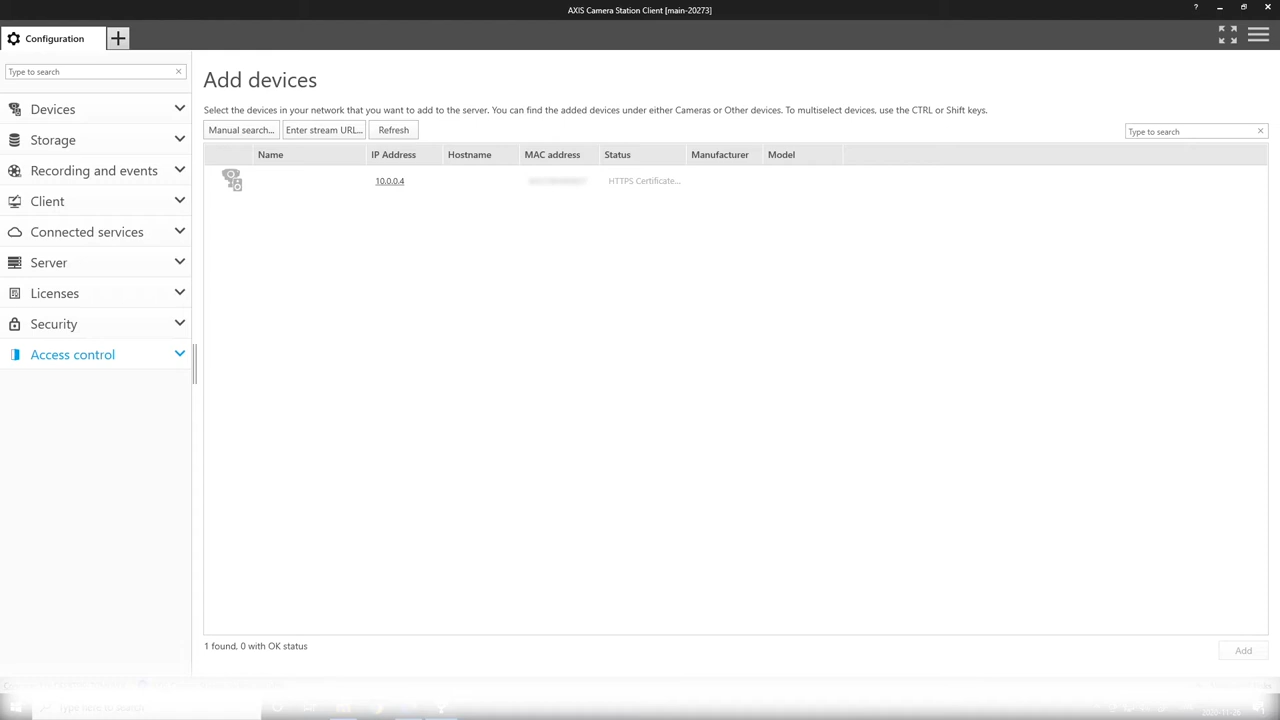 AXIS Camera Station Client [main-20273]
Configuration
Type to search
Devices
Storage
Recording and events
Client
Connected services
Server
Licenses
Security
Access control
Add devices
Select the devices in your network that you want to add to the server. You can find the added devices under either Cameras or Other devices. To multiselect devices, use the CTRL or Shift keys.
Manual search... Enter stream URL... Refresh
Type to search
Name IP Address Hostname MAC address Status Manufacturer Model
10.0.0.4 HTTPS Certificate...
1 found, 0 with OK status
Add
Type here to search